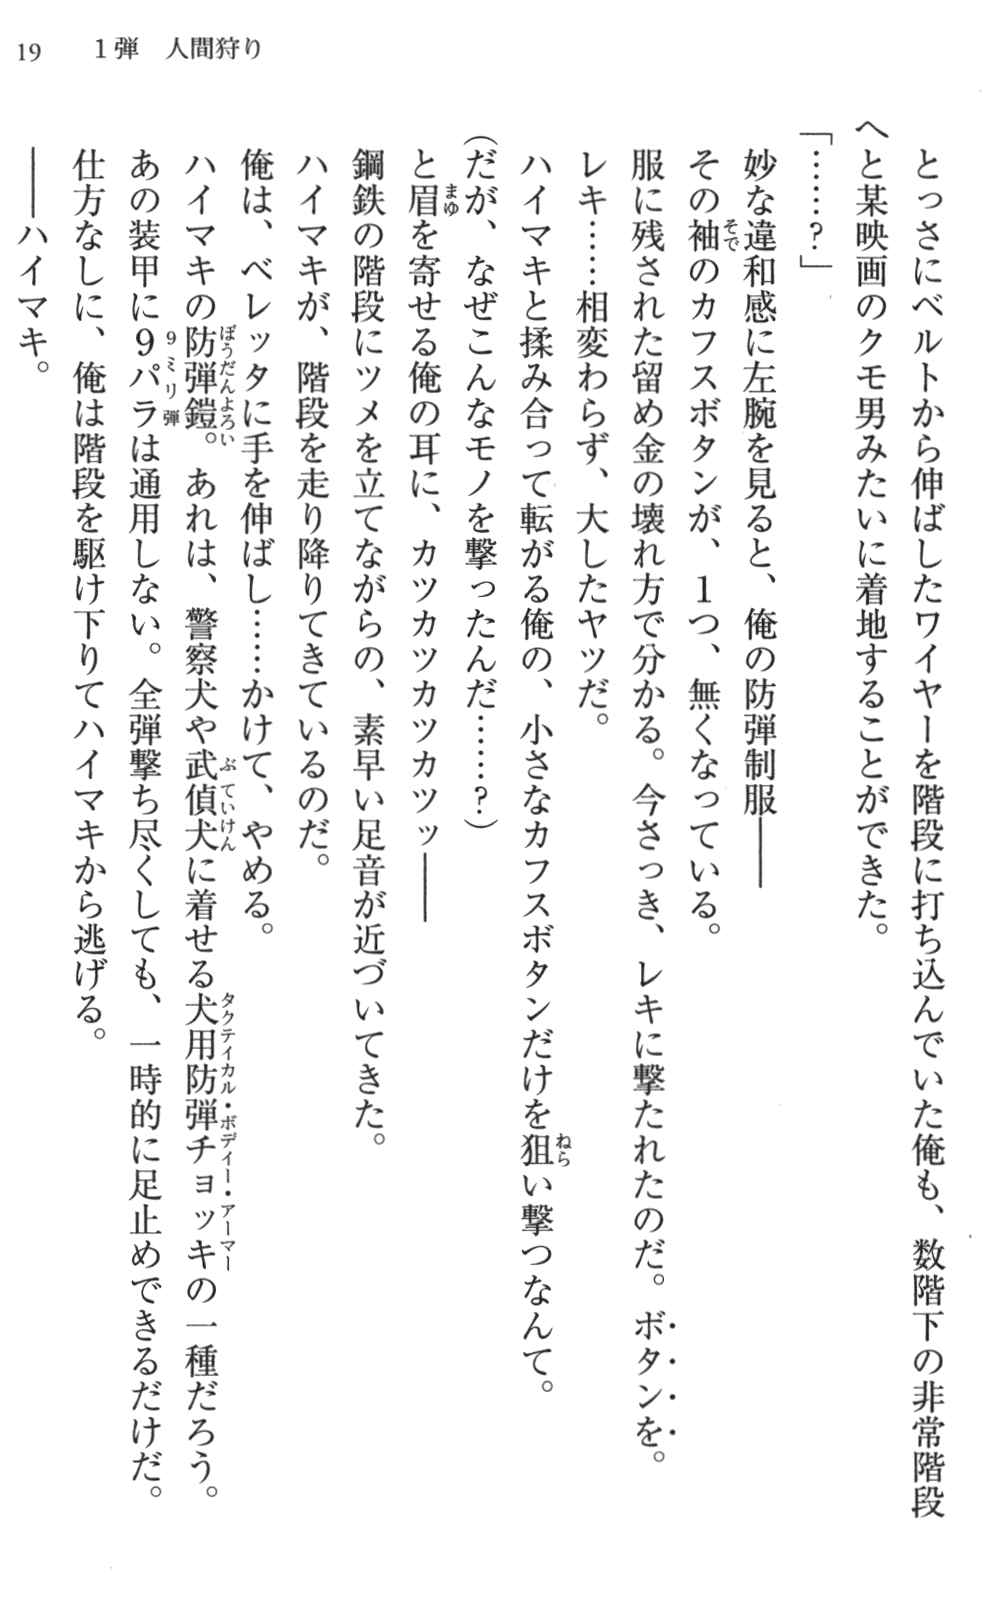 19　１弾　人間狩り
とっさにベルトから伸ばしたワイヤーを階段に打ち込んでいた俺も、数階下の非常階段
へと某映画のクモ男みたいに着地することができた。
「……？」
妙な違和感に左腕を見ると、俺の防弾制服――
その袖のカフスボタンが、１つ、無くなっている。
服に残された留め金の壊れ方で分かる。今さっき、レキに撃たれたのだ。ボタンを。
レキ……相変わらず、大したヤツだ。
ハイマキと揉み合って転がる俺の、小さなカフスボタンだけを狙い撃つなんて。
（だが、なぜこんなモノを撃ったんだ……？）
と眉を寄せる俺の耳に、カツカツカツカツッ――
鋼鉄の階段にツメを立てながらの、素早い足音が近づいてきた。
ハイマキが、階段を走り降りてきているのだ。
俺は、ベレッタに手を伸ばし……かけて、やめる。
ハイマキの防弾鎧。あれは、警察犬や武偵犬に着せる犬用防弾チョッキの一種だろう。
あの装甲に９パラは通用しない。全弾撃ち尽くしても、一時的に足止めできるだけだ。
仕方なしに、俺は階段を駆け下りてハイマキから逃げる。
――ハイマキ。